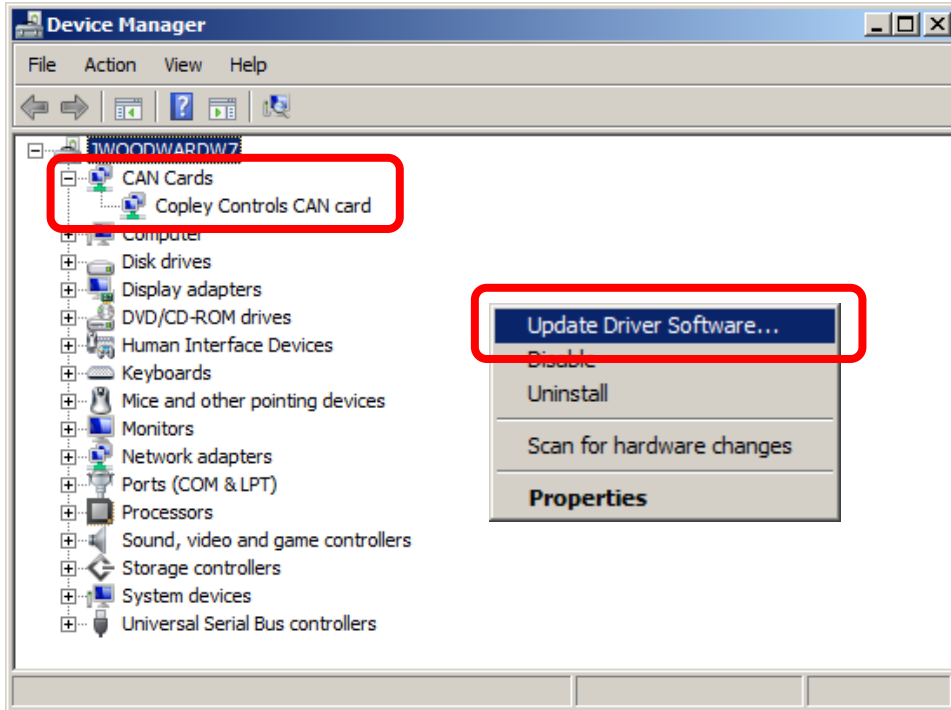 Device Manager
File Action View Help
JWOODWARDW7
CAN Cards
Copley Controls CAN card
Computer
Disk drives
Display adapters
DVD/CD-ROM drives
Human Interface Devices
Keyboards
Mice and other pointing devices
Monitors
Network adapters
Ports (COM & LPT)
Processors
Sound, video and game controllers
Storage controllers
System devices
Universal Serial Bus controllers
Update Driver Software...
Disable
Uninstall
Scan for hardware changes
Properties